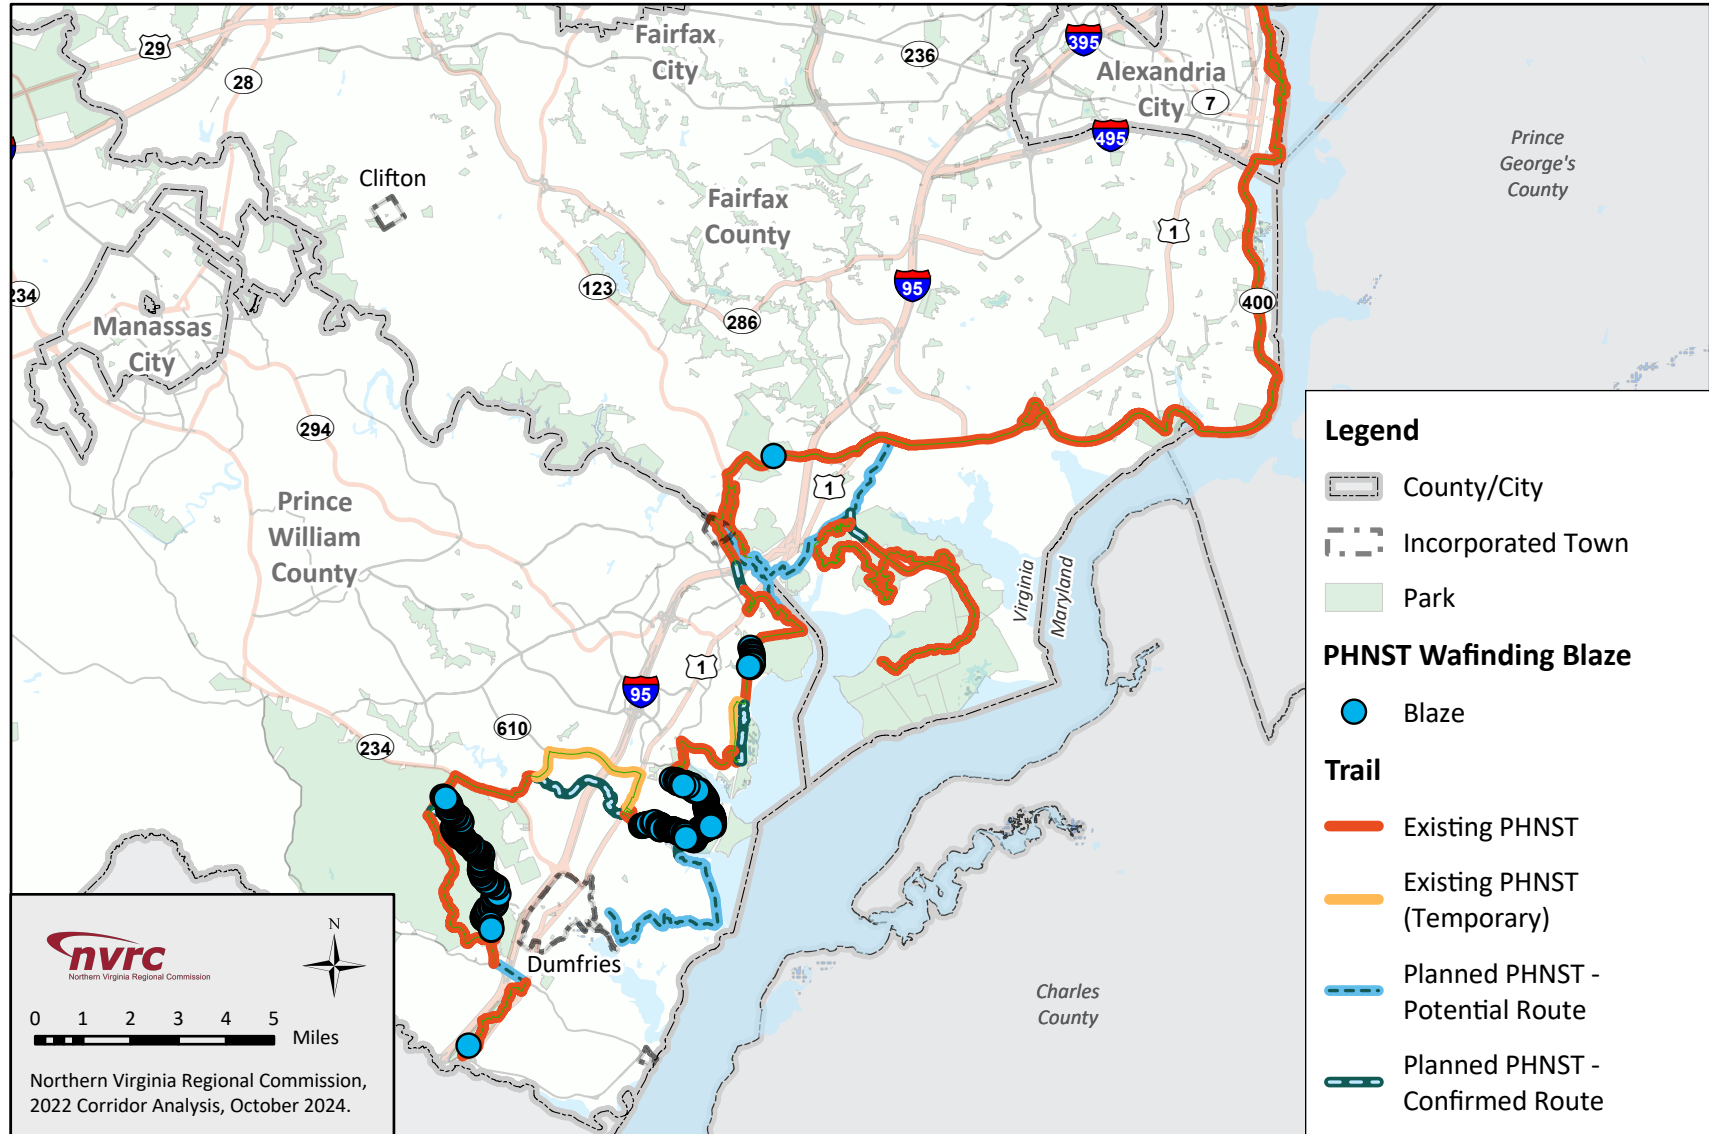 Fairfax
City
29
28
236
395
Alexandria
City
7
495
Prince
George's
County
Clifton
Fairfax
County
1
123
95
400
234
286
Manassas
City
294
Prince
William
County
1
Virginia
Maryland
1
95
610
234
Dumfries
Charles
County
Legend
County/City
Incorporated Town
Park
PHNST Wafinding Blaze
Blaze
Trail
Existing PHNST
Existing PHNST
(Temporary)
Planned PHNST -
Potential Route
Planned PHNST -
Confirmed Route
nvrc
Northern Virginia Regional Commission
N
0 1 2 3 4 5
Miles
Northern Virginia Regional Commission,
2022 Corridor Analysis, October 2024.